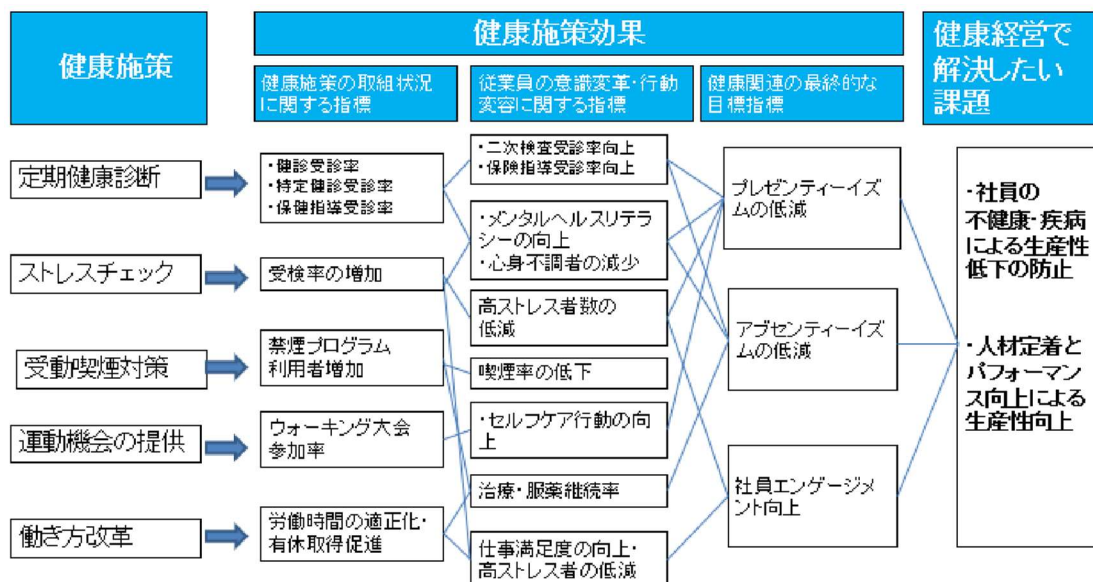 健康施策
健康施策効果
健康経営で
解決したい
課題
健康施策の取組状況
に関する指標
従業員の意識変革・行動
変容に関する指標
健康関連の最終的な
目標指標
定期健康診断
ストレスチェック
受動喫煙対策
運動機会の提供
働き方改革
・健診受診率
・特定健診受診率
・保健指導受診率
受検率の増加
禁煙プログラム
利用者増加
ウォーキング大会
参加率
労働時間の適正化・
有休取得促進
・二次検査受診率向上
・保険指導受診率向上
・メンタルヘルスリテラ
シーの向上
・心身不調者の減少
高ストレス者数の
低減
喫煙率の低下
・セルフケア行動の向
上
治療・服薬継続率
仕事満足度の向上・
高ストレス者の低減
プレゼンティーイズ
ムの低減
アブセンティーイズ
ムの低減
社員エンゲージメ
ント向上
・社員の
不健康・疾病
による生産性
低下の防止
・人材定着と
パフォーマン
ス向上による
生産性向上